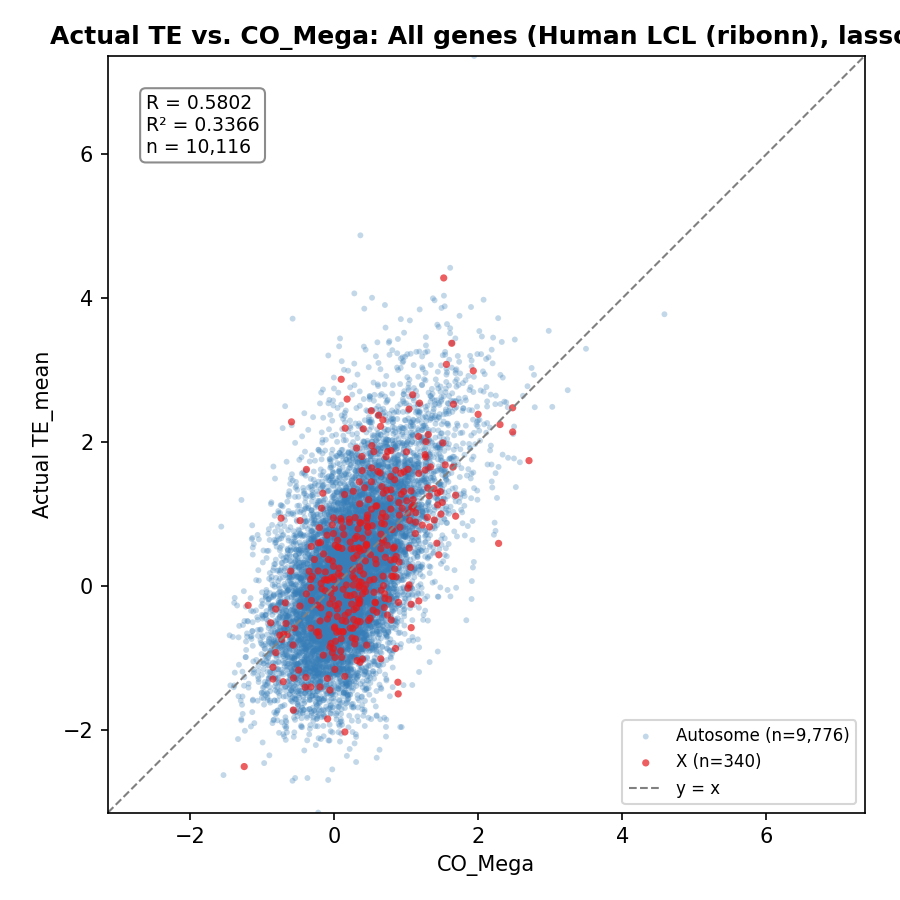 Actual TE vs. CO_Mega: All genes (Human LCL (ribonn), lasso
R = 0.5802
R² = 0.3366
n = 10,116
6
4
2
0
−2
Actual TE_mean
Autosome (n=9,776)
X (n=340)
y = x
−2 0 2 4 6
CO_Mega